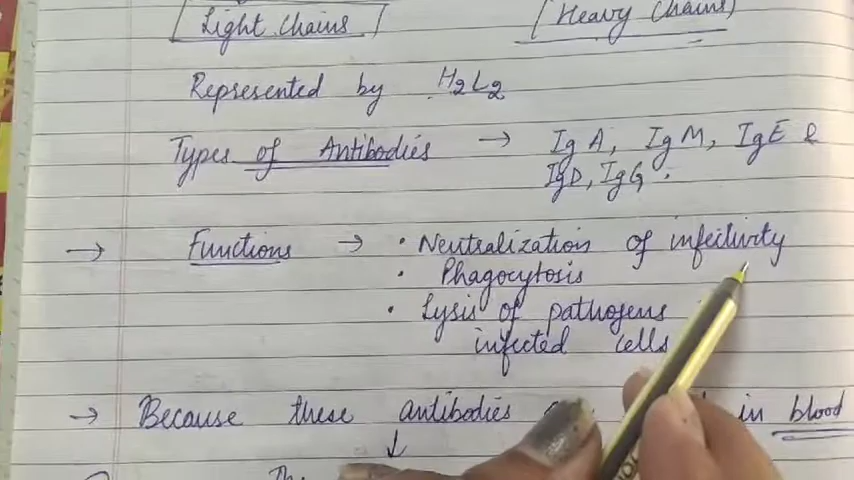 Light Chains
Heavy Chains
Represented by H2L2
Types of Antibodies → IgA, IgM, IgE &
IgD, IgG.
→ Functions → • Neutralization of infectivity
• Phagocytosis
• Lysis of pathogens
infected cells
→ Because these antibodies in blood